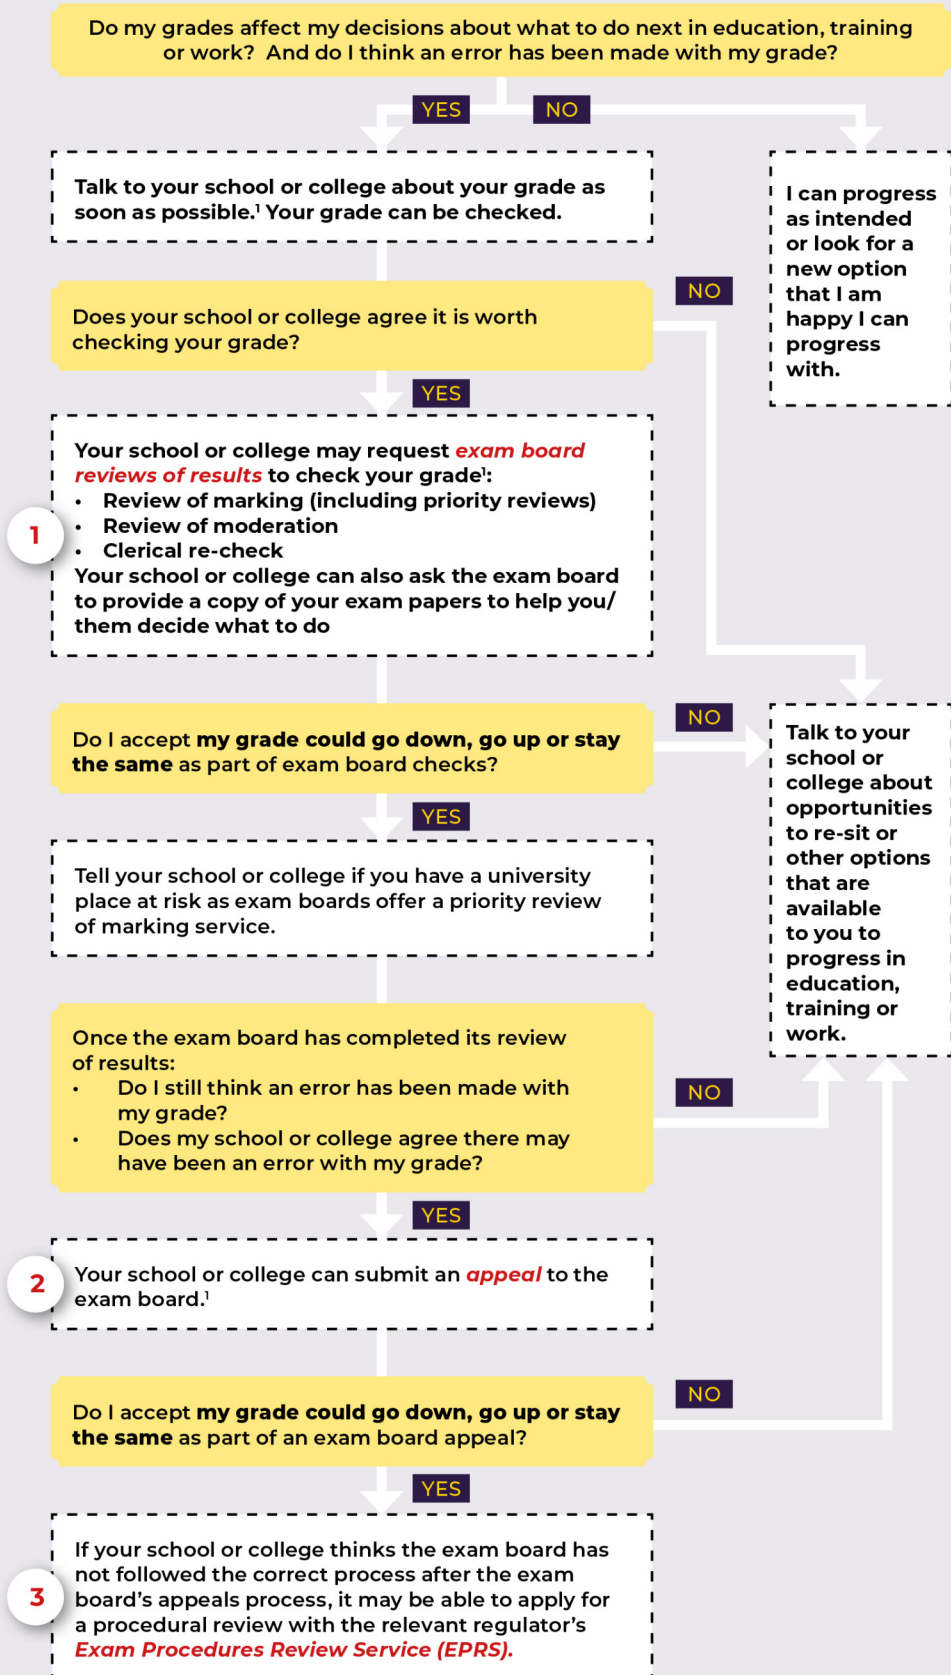 Do my grades affect my decisions about what to do next in education, training
or work? And do I think an error has been made with my grade?
YES
NO
Talk to your school or college about your grade as
soon as possible.¹ Your grade can be checked.
I can progress
as intended
or look for a
new option
that I am
happy I can
progress
with.
Does your school or college agree it is worth
checking your grade?
NO
YES
1
Your school or college may request exam board
reviews of results to check your grade¹:
• Review of marking (including priority reviews)
• Review of moderation
• Clerical re-check
Your school or college can also ask the exam board
to provide a copy of your exam papers to help you/
them decide what to do
Do I accept my grade could go down, go up or stay
the same as part of exam board checks?
NO
YES
Talk to your
school or
college about
opportunities
to re-sit or
other options
that are
available
to you to
progress in
education,
training or
work.
Tell your school or college if you have a university
place at risk as exam boards offer a priority review
of marking service.
Once the exam board has completed its review
of results:
• Do I still think an error has been made with
my grade?
• Does my school or college agree there may
have been an error with my grade?
NO
YES
2
Your school or college can submit an appeal to the
exam board.¹
Do I accept my grade could go down, go up or stay
the same as part of an exam board appeal?
NO
YES
3
If your school or college thinks the exam board has
not followed the correct process after the exam
board’s appeals process, it may be able to apply for
a procedural review with the relevant regulator’s
Exam Procedures Review Service (EPRS).